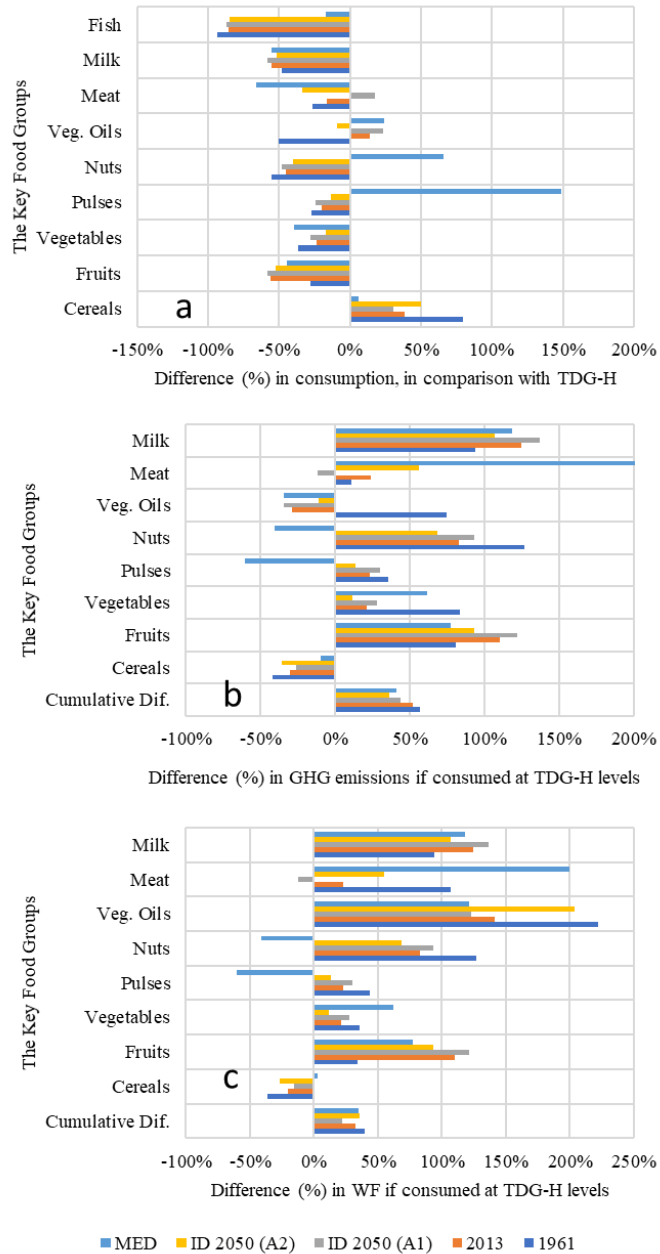 The Key Food Groups
Fish
Milk
Meat
Veg. Oils
Nuts
Pulses
Vegetables
Fruits
Cereals
a
-150% -100% -50% 0% 50% 100% 150% 200%
Difference (%) in consumption, in comparison with TDG-H
The Key Food Groups
Milk
Meat
Veg. Oils
Nuts
Pulses
Vegetables
Fruits
Cereals
Cumulative Dif.
b
-100% -50% 0% 50% 100% 150% 200%
Difference (%) in GHG emissions if consumed at TDG-H levels
The Key Food Groups
Milk
Meat
Veg. Oils
Nuts
Pulses
Vegetables
Fruits
Cereals
Cumulative Dif.
c
-100% -50% 0% 50% 100% 150% 200% 250%
Difference (%) in WF if consumed at TDG-H levels
MED ID 2050 (A2) ID 2050 (A1) 2013 1961